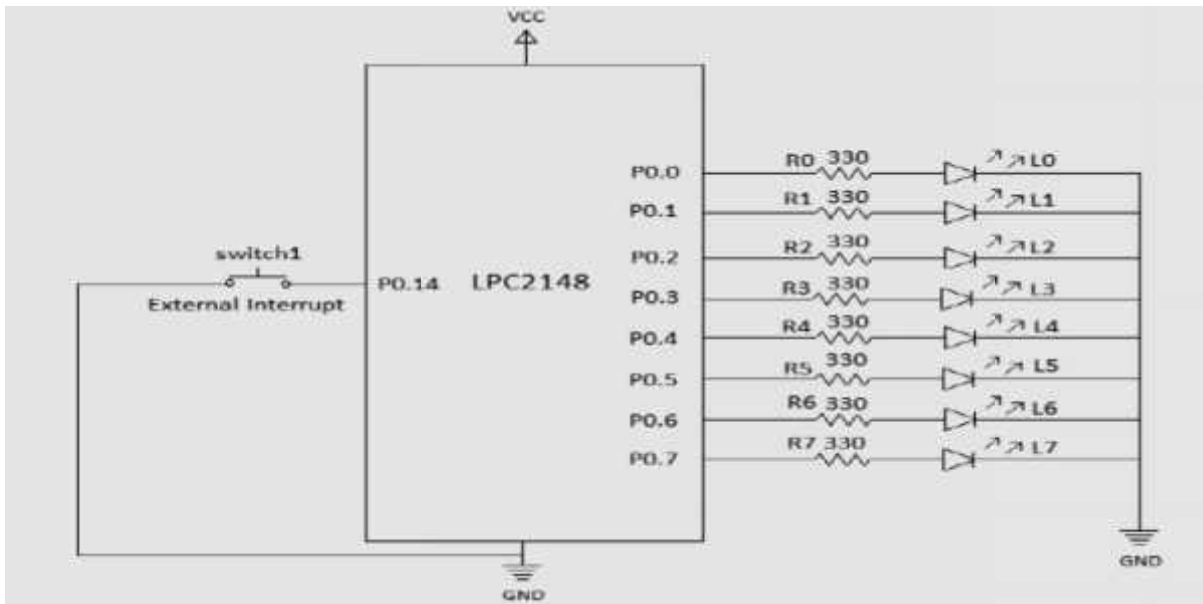 VCC
P0.0
R0 330
L0
P0.1
R1 330
L1
P0.2
R2 330
L2
switch1
P0.14
LPC2148
P0.3
R3 330
L3
External Interrupt
P0.4
R4 330
L4
P0.5
R5 330
L5
P0.6
R6 330
L6
P0.7
R7 330
L7
GND
GND